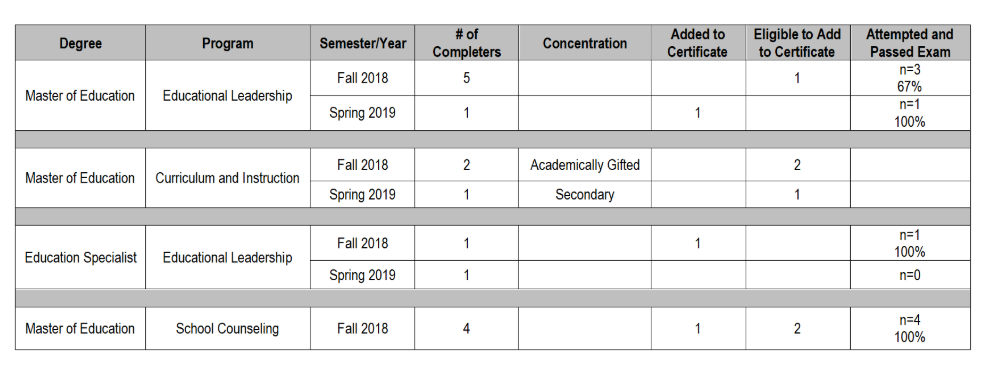 Degree Program Semester/Year # of Completers Concentration Added to Certificate Eligible to Add to Certificate Attempted and Passed Exam
Master of Education Educational Leadership Fall 2018 5 1 n=3 67%
Spring 2019 1 1 n=1 100%
Master of Education Curriculum and Instruction Fall 2018 2 Academically Gifted 2
Spring 2019 1 Secondary 1
Education Specialist Educational Leadership Fall 2018 1 1 n=1 100%
Spring 2019 1 n=0
Master of Education School Counseling Fall 2018 4 1 2 n=4 100%